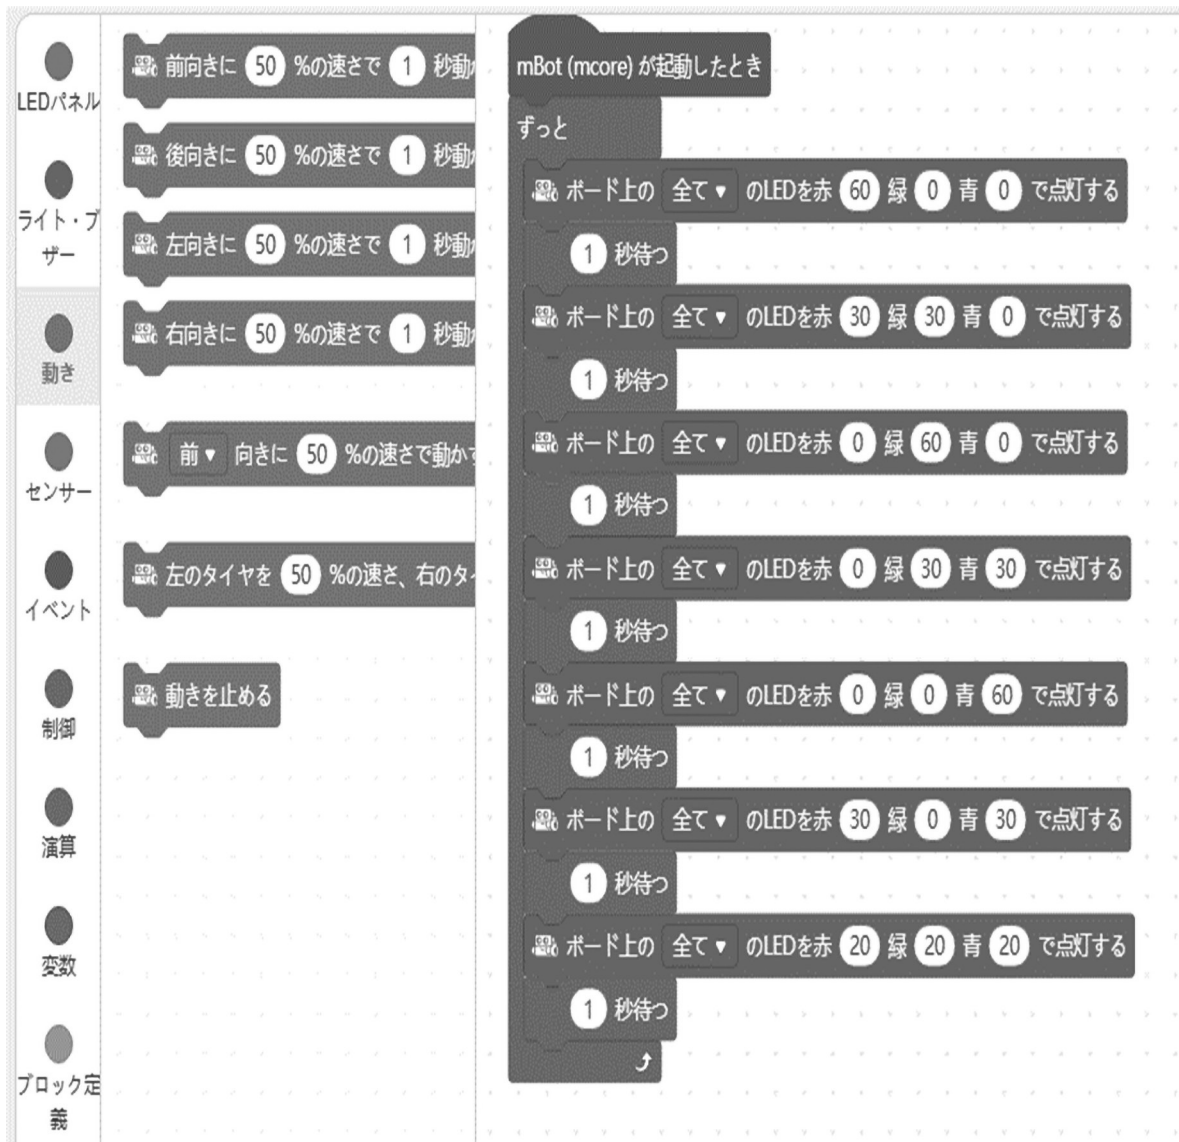 LEDパネル
ライト・ブ
ザー
動き
センサー
イベント
制御
演算
変数
ブロック定
義
前向きに 50 %の速さで 1 秒動
後向きに 50 %の速さで 1 秒動
左向きに 50 %の速さで 1 秒動
右向きに 50 %の速さで 1 秒動
前 向きに 50 %の速さで動か
左のタイヤを 50 %の速さ、右のタ
動きを止める
mBot (mcore) が起動したとき
ずっと
ボード上の 全て のLEDを赤 60 緑 0 青 0 で点灯する
1 秒待つ
ボード上の 全て のLEDを赤 30 緑 30 青 0 で点灯する
1 秒待つ
ボード上の 全て のLEDを赤 0 緑 60 青 0 で点灯する
1 秒待つ
ボード上の 全て のLEDを赤 0 緑 30 青 30 で点灯する
1 秒待つ
ボード上の 全て のLEDを赤 0 緑 0 青 60 で点灯する
1 秒待つ
ボード上の 全て のLEDを赤 30 緑 0 青 30 で点灯する
1 秒待つ
ボード上の 全て のLEDを赤 20 緑 20 青 20 で点灯する
1 秒待つ